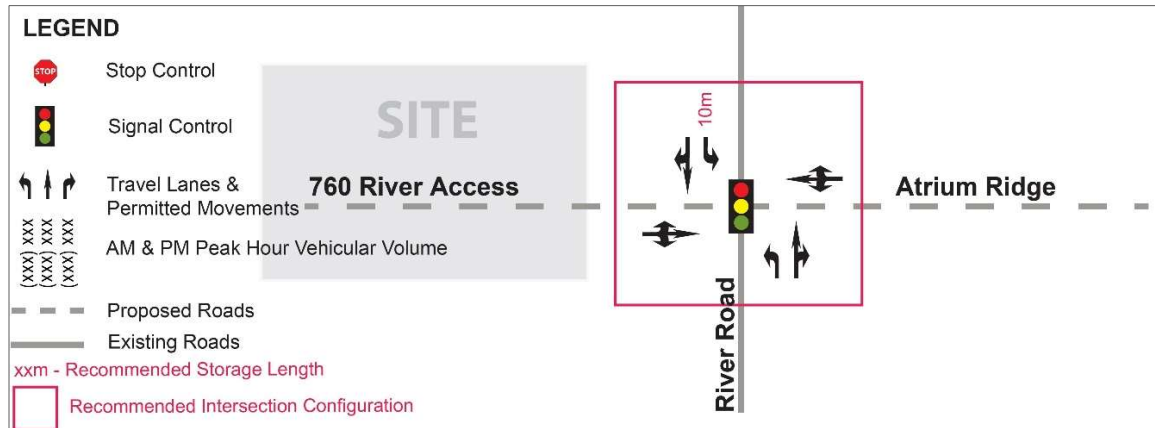 LEGEND
STOP
Stop Control
Signal Control
Travel Lanes &
Permitted Movements
(xxx) xxx
(xxx) xxx
(xxx) xxx
AM & PM Peak Hour Vehicular Volume
Proposed Roads
Existing Roads
xxm - Recommended Storage Length
Recommended Intersection Configuration
SITE
760 River Access
10m
Atrium Ridge
River Road